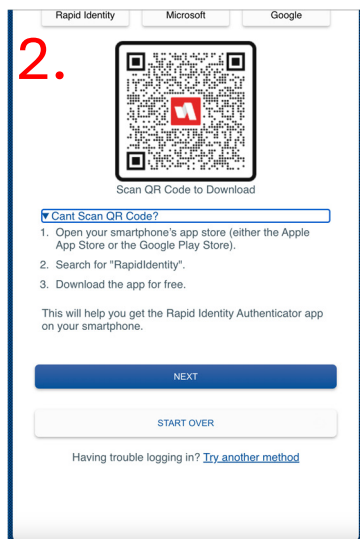 Rapid Identity
Microsoft
Google
2.
Scan QR Code to Download
▼Cant Scan QR Code?
1. Open your smartphone's app store (either the Apple
App Store or the Google Play Store).
2. Search for "RapidIdentity".
3. Download the app for free.
This will help you get the Rapid Identity Authenticator app
on your smartphone.
NEXT
START OVER
Having trouble logging in? Try another method